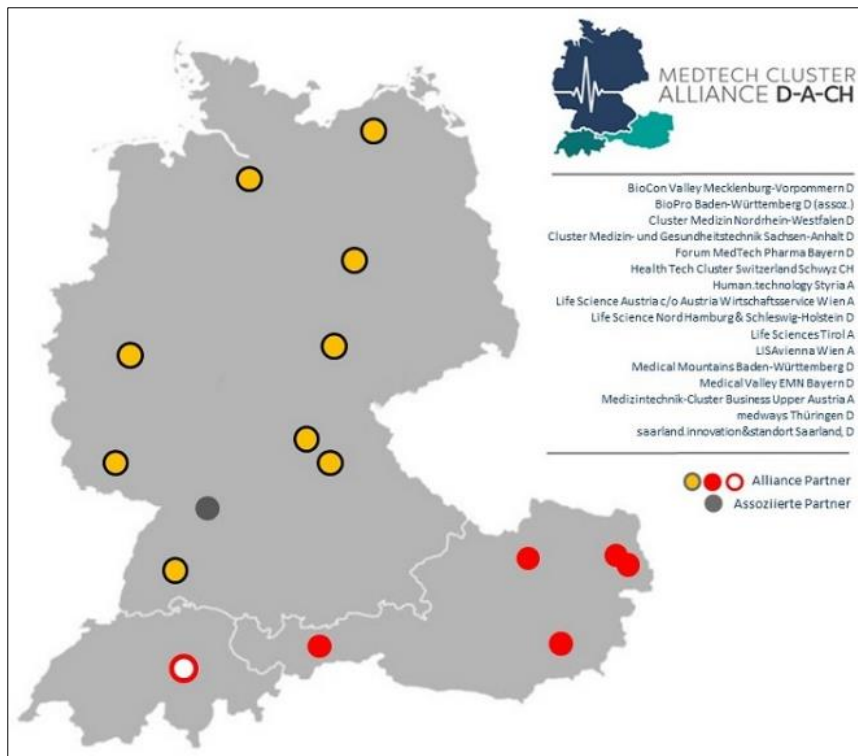 MEDTECH CLUSTER
ALLIANCE D-A-CH
BioCon Valley Mecklenburg-Vorpommern D
BioPro Baden-Württemberg D (assoz.)
Cluster Medizin Nordrhein-Westfalen D
Cluster Medizin- und Gesundheitstechnik Sachsen-Anhalt D
Forum MedTech Pharma Bayern D
Health Tech Cluster Switzerland Schwyz CH
Human.technology Styria A
Life Science Austria c/o Austria Wirtschaftsservice Wien A
Life Science Nord Hamburg & Schleswig-Holstein D
Life Sciences Tirol A
LISAvienna Wien A
Medical Mountains Baden-Württemberg D
Medical Valley EMN Bayern D
Medizintechnik-Cluster Business Upper Austria A
medways Thüringen D
saarland.innovation&standort Saarland, D
Alliance Partner
Assoziierte Partner